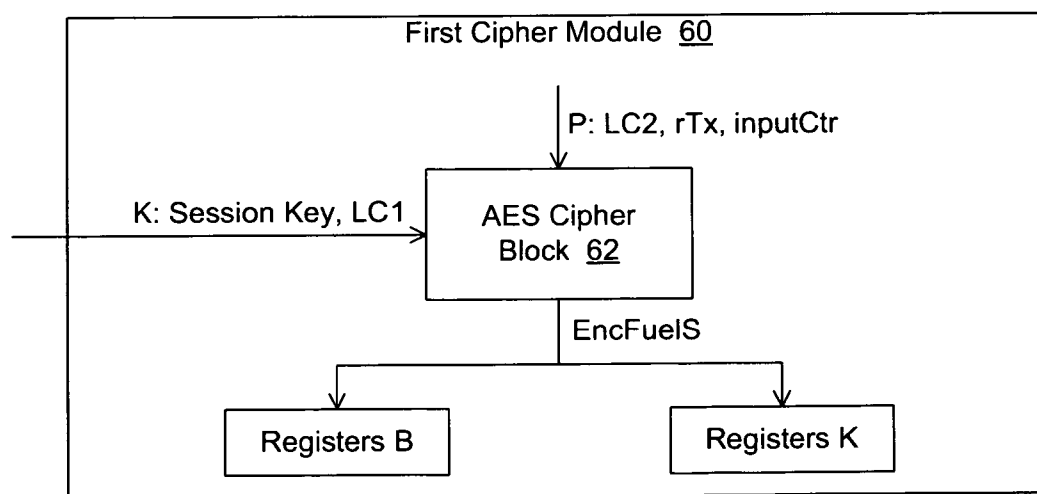 First Cipher Module 60
P: LC2, rTx, inputCtr
K: Session Key, LC1
AES Cipher
Block 62
EncFuelS
Registers B
Registers K